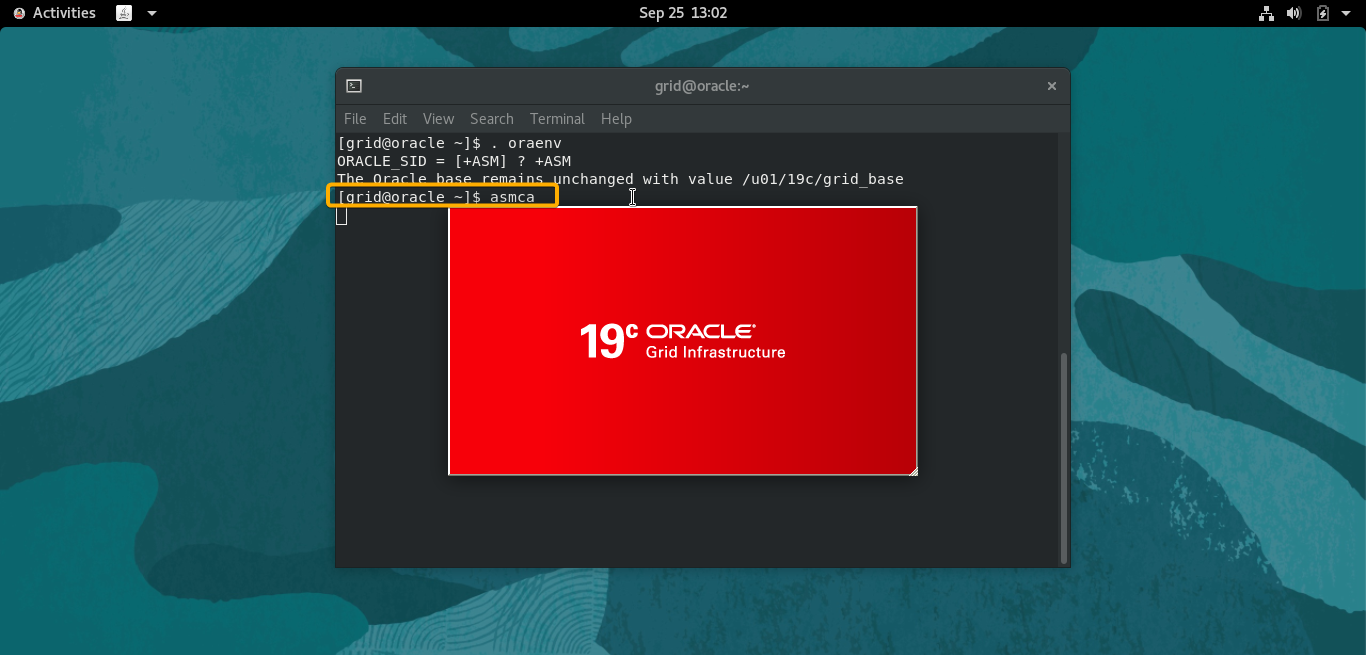 Activities
Sep 25 13:02
grid@oracle:~
File Edit View Search Terminal Help
[grid@oracle ~]$ . oraenv
ORACLE_SID = [+ASM] ? +ASM
The Oracle base remains unchanged with value /u01/19c/grid_base
[grid@oracle ~]$ asmca
19c ORACLE
Grid Infrastructure